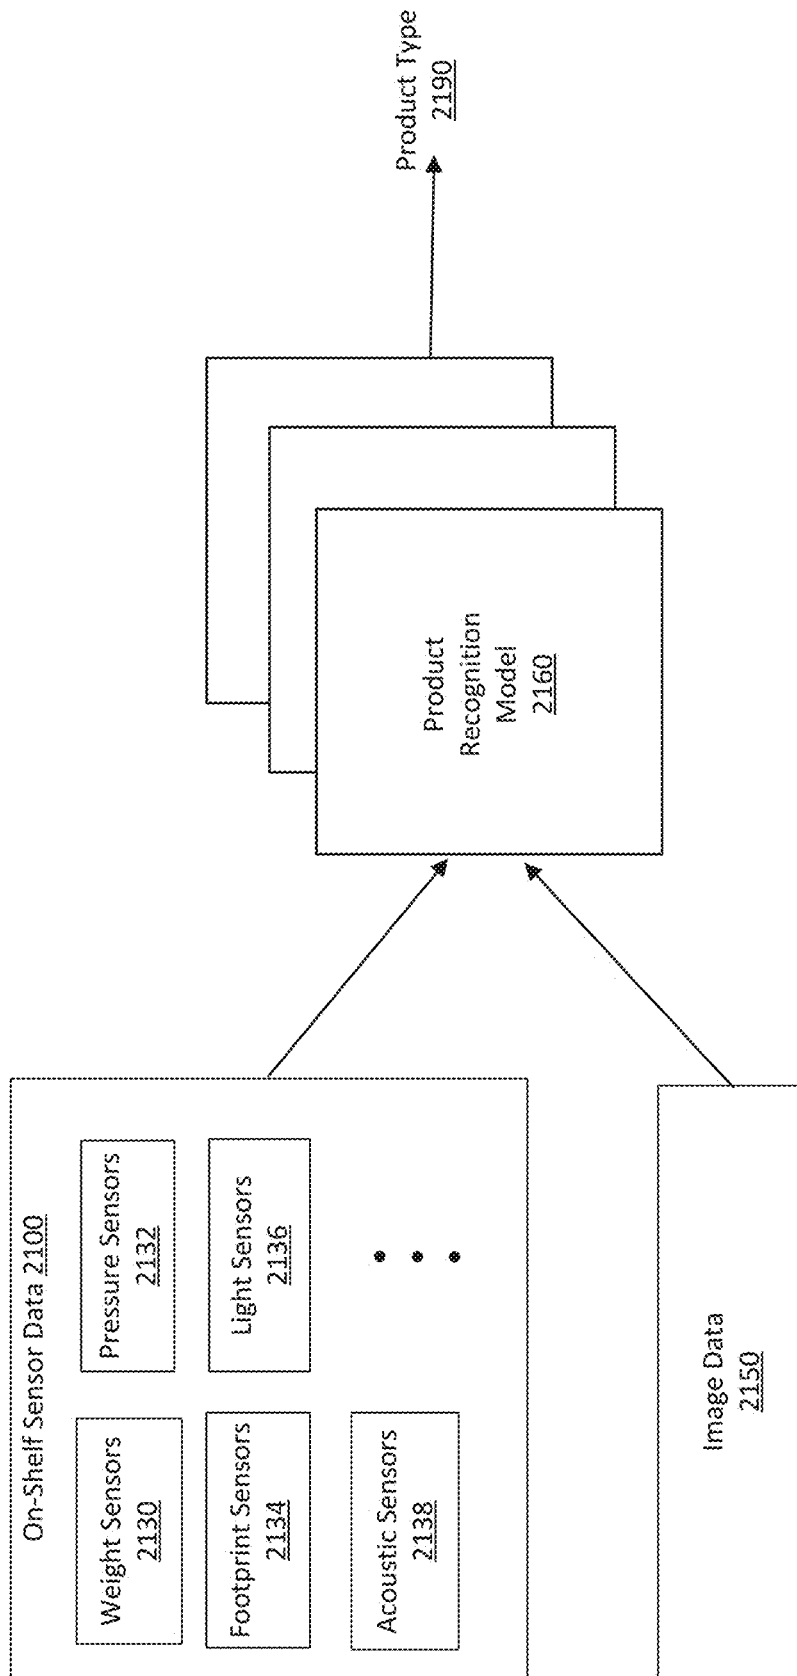 On-Shelf Sensor Data 2100
Weight Sensors
2130
Pressure Sensors
2132
Footprint Sensors
2134
Light Sensors
2136
Acoustic Sensors
2138
Image Data
2150
Product
Recognition
Model
2160
Product Type
2190